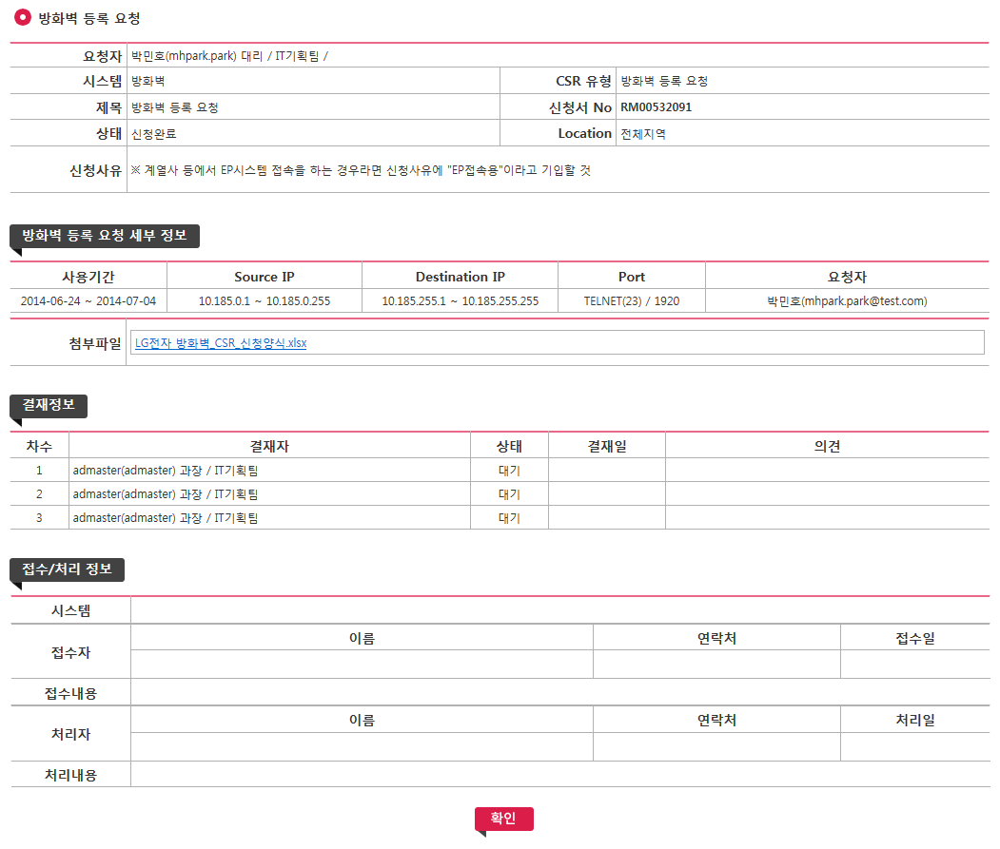 방화벽 등록 요청
요청자 박민호(mhpark.park) 대리 / IT기획팀 /
시스템 방화벽 CSR 유형 방화벽 등록 요청
제목 방화벽 등록 요청 신청서 No RM00532091
상태 신청완료 Location 전체지역
신청사유 ※ 계열사 등에서 EP시스템 접속을 하는 경우라면 신청사유에 "EP접속용"이라고 기입할 것
방화벽 등록 요청 세부 정보
사용기간 Source IP Destination IP Port 요청자
2014-06-24 ~ 2014-07-04 10.185.0.1 ~ 10.185.0.255 10.185.255.1 ~ 10.185.255.255 TELNET(23) / 1920 박민호(mhpark.park@test.com)
첨부파일 LG전자 방화벽_CSR_신청양식.xlsx
결재정보
차수 결재자 상태 결재일 의견
1 admaster(admaster) 과장 / IT기획팀 대기
2 admaster(admaster) 과장 / IT기획팀 대기
3 admaster(admaster) 과장 / IT기획팀 대기
접수/처리 정보
시스템
접수자 이름 연락처 접수일
접수내용
처리자 이름 연락처 처리일
처리내용
확인